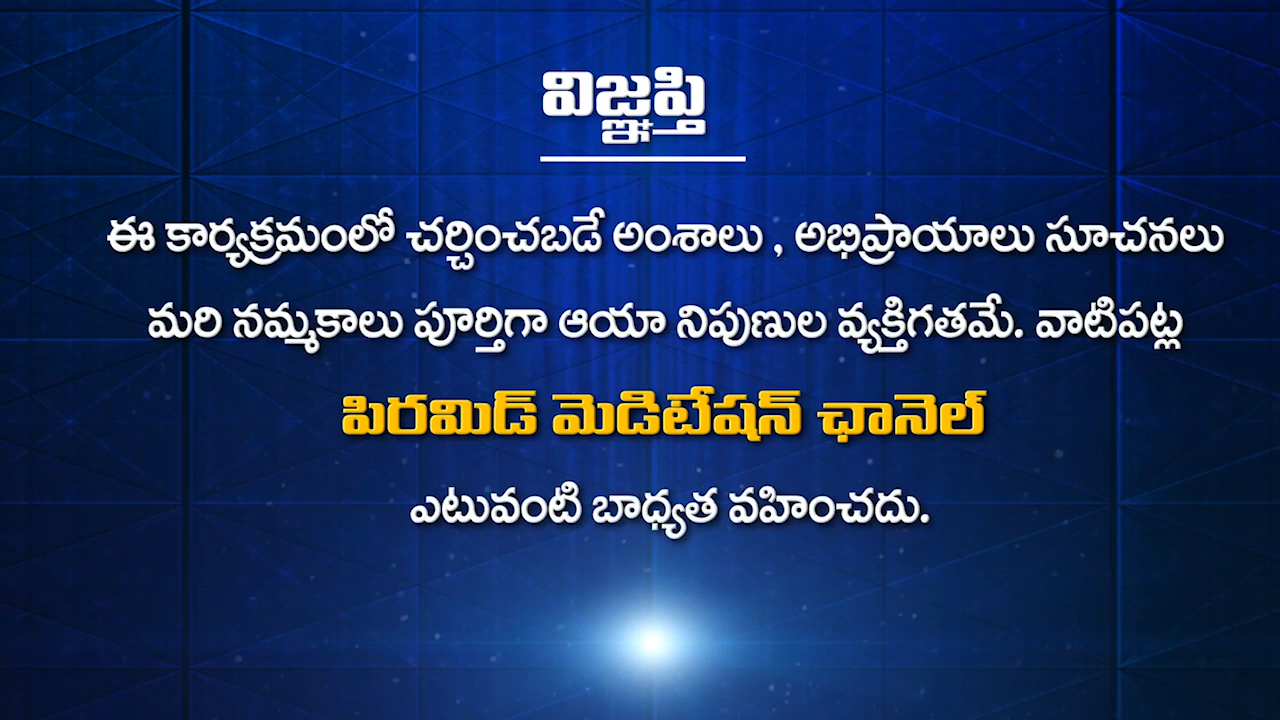 విజ్ఞప్తి
ఈ కార్యక్రమంలో చర్చించబడే అంశాలు , అభిప్రాయాలు సూచనలు
మరి నమ్మకాలు పూర్తిగా ఆయా నిపుణుల వ్యక్తిగతమే. వాటిపట్ల
పిరమిడ్ మెడిటేషన్ ఛానెల్
ఎటువంటి బాధ్యత వహించదు.